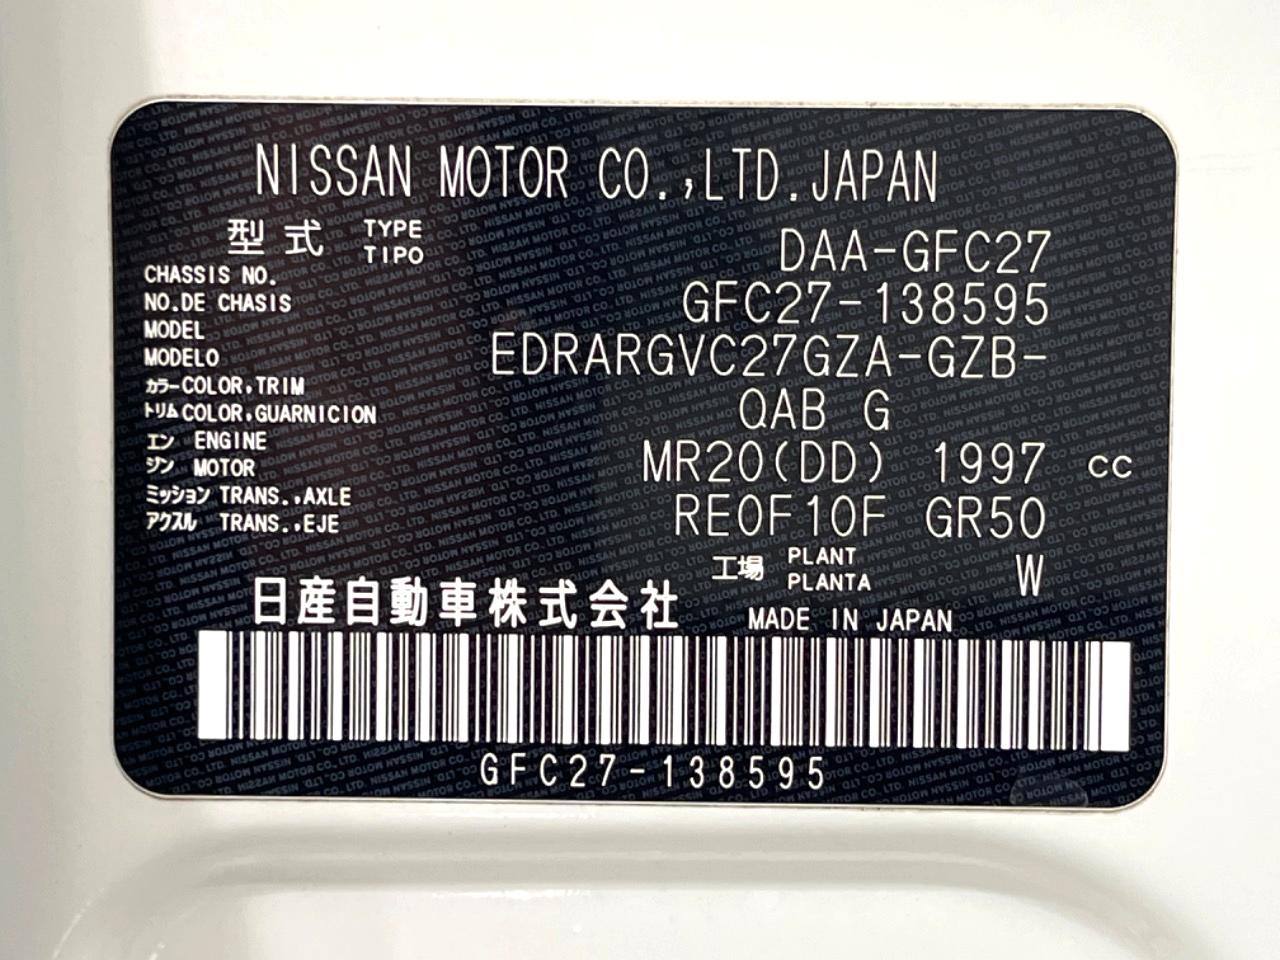 NISSAN MOTOR CO.,LTD.JAPAN
型式 TYPE TIPO DAA-GFC27
CHASSIS NO.
NO.DE CHASIS GFC27-138595
MODEL
MODELO EDRARGVC27GZA-GZB-
カラー COLOR,TRIM
トリム COLOR,GUARNICION QAB G
エン ENGINE
ジン MOTOR MR20(DD) 1997 cc
ミッション TRANS.,AXLE
アクスル TRANS.,EJE RE0F10F GR50
工場 PLANT PLANTA W
日産自動車株式会社 MADE IN JAPAN
GFC27-138595